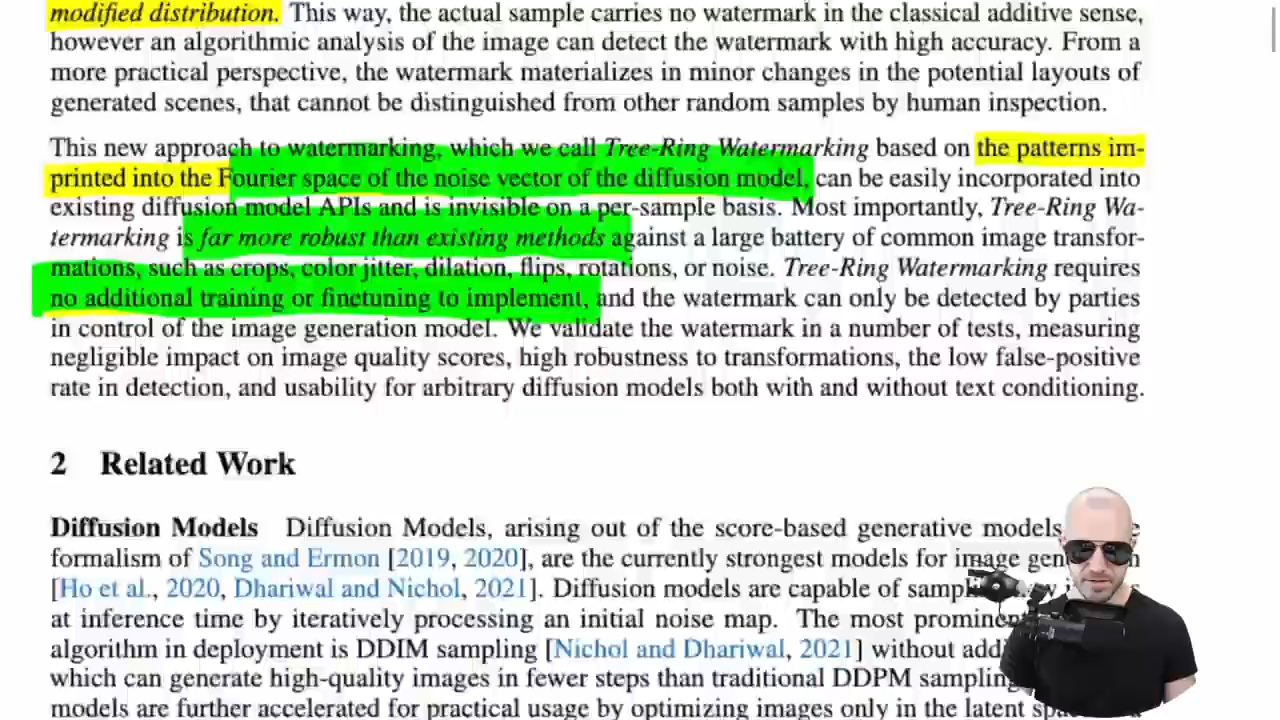 modified distribution. This way, the actual sample carries no watermark in the classical additive sense,
however an algorithmic analysis of the image can detect the watermark with high accuracy. From a
more practical perspective, the watermark materializes in minor changes in the potential layouts of
generated scenes, that cannot be distinguished from other random samples by human inspection.
This new approach to watermarking, which we call Tree-Ring Watermarking based on the patterns im-
printed into the Fourier space of the noise vector of the diffusion model, can be easily incorporated into
existing diffusion model APIs and is invisible on a per-sample basis. Most importantly, Tree-Ring Wa-
termarking is far more robust than existing methods against a large battery of common image transfor-
mations, such as crops, color jitter, dilation, flips, rotations, or noise. Tree-Ring Watermarking requires
no additional training or finetuning to implement, and the watermark can only be detected by parties
in control of the image generation model. We validate the watermark in a number of tests, measuring
negligible impact on image quality scores, high robustness to transformations, the low false-positive
rate in detection, and usability for arbitrary diffusion models both with and without text conditioning.
2 Related Work
Diffusion Models Diffusion Models, arising out of the score-based generative models
formalism of Song and Ermon [2019, 2020], are the currently strongest models for image
[Ho et al., 2020, Dhariwal and Nichol, 2021]. Diffusion models are capable of
at inference time by iteratively processing an initial noise map. The most prominent
algorithm in deployment is DDIM sampling [Nichol and Dhariwal, 2021] without
which can generate high-quality images in fewer steps than traditional DDPM sampling
models are further accelerated for practical usage by optimizing images only in the latent